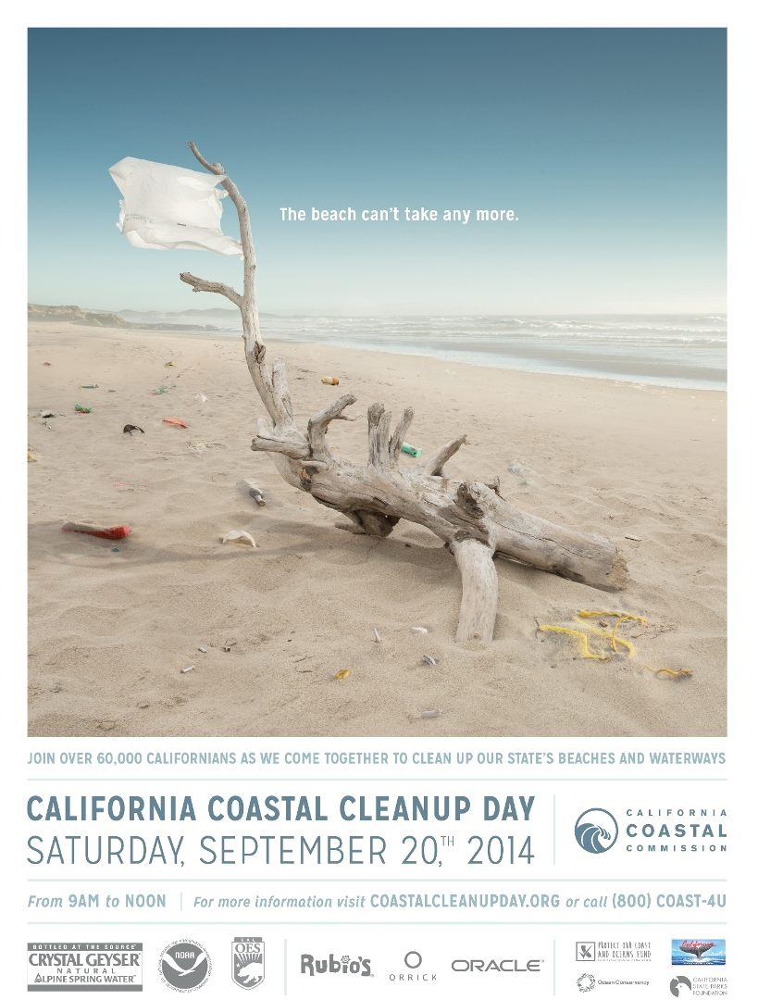 The beach can't take any more.
JOIN OVER 60,000 CALIFORNIANS AS WE COME TOGETHER TO CLEAN UP OUR STATE'S BEACHES AND WATERWAYS
CALIFORNIA COASTAL CLEANUP DAY
SATURDAY, SEPTEMBER 20,TH 2014
CALIFORNIA
COASTAL
COMMISSION
From 9AM to NOON | For more information visit COASTALCLEANUPDAY.ORG or call (800) COAST-4U
BOTTLED AT THE SOURCE
CRYSTAL GEYSER
NATURAL
ALPINE SPRING WATER
NOAA
CAL
OES
Rubio's
ORRICK
ORACLE
PROTECT OUR COAST
AND OCEANS FUND
Ocean Conservancy
California
CALIFORNIA
STATE PARKS
FOUNDATION